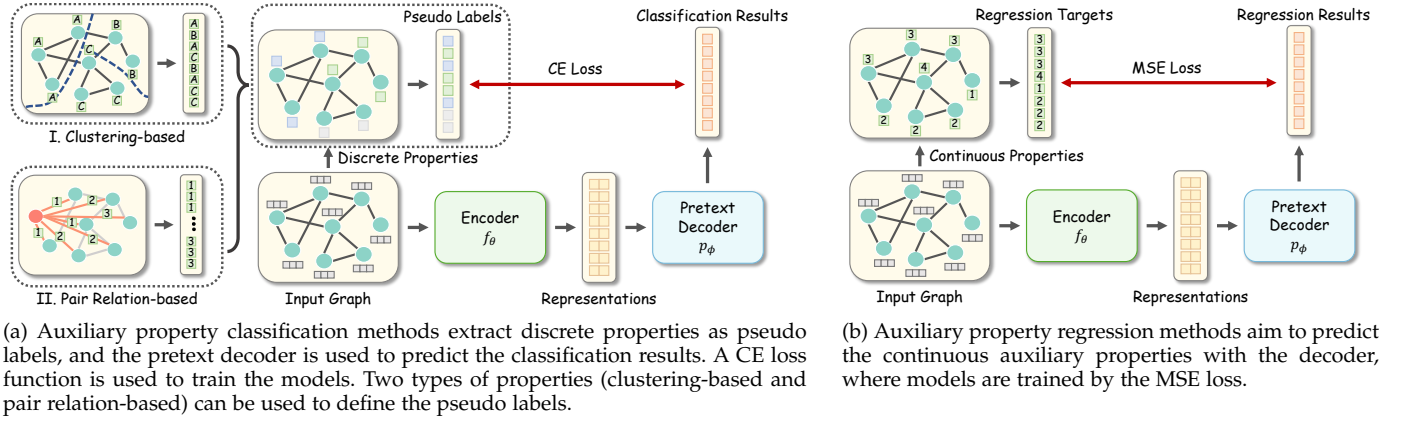 A
B
A
C
B
A
C
C
A
B
A
C
B
A
C
C
I. Clustering-based
1
2
1
3
1
1
2
2
1
1
1
3
3
3
II. Pair Relation-based
Pseudo Labels
Classification Results
CE Loss
Discrete Properties
Encoder
fθ
Pretext
Decoder
pϕ
Input Graph
Representations
(a) Auxiliary property classification methods extract discrete properties as pseudo
labels, and the pretext decoder is used to predict the classification results. A CE loss
function is used to train the models. Two types of properties (clustering-based and
pair relation-based) can be used to define the pseudo labels.
Regression Targets
Regression Results
3
3
3
4
1
2
2
2
3
3
3
4
1
2
2
2
MSE Loss
Continuous Properties
Encoder
fθ
Pretext
Decoder
pϕ
Input Graph
Representations
(b) Auxiliary property regression methods aim to predict
the continuous auxiliary properties with the decoder,
where models are trained by the MSE loss.